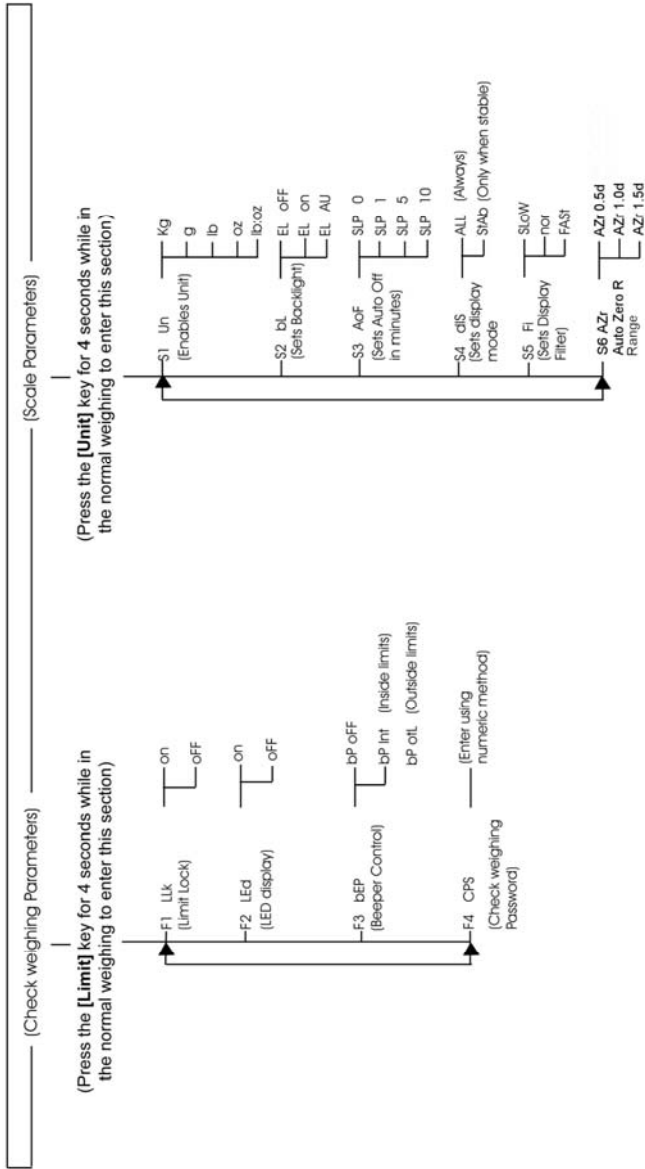 (Check weighing Parameters)
(Press the [Limit] key for 4 seconds while in
the normal weighing to enter this section)
F1 LLk
(Limit Lock)
on
oFF
F2 LEd
(LED display)
on
oFF
F3 bEP
(Beeper Control)
bP oFF
bP Int (Inside limits)
bP otL (Outside limits)
F4 CPS
(Check weighing
Password)
(Enter using
numeric method)
(Scale Parameters)
(Press the [Unit] key for 4 seconds while in
the normal weighing to enter this section)
S1 Un
(Enables Unit)
Kg
g
lb
oz
lb:oz
S2 bL
(Sets Backlight)
EL oFF
EL on
EL AU
S3 AoF
(Sets Auto Off
in minutes)
SLP 0
SLP 1
SLP 5
SLP 10
S4 dIS
(Sets display
mode
ALL (Always)
StAb (Only when stable)
S5 Fi
(Sets Display
Filter)
SLoW
nor
FASt
S6 AZr
Auto Zero R
Range
AZr 0.5d
AZr 1.0d
AZr 1.5d